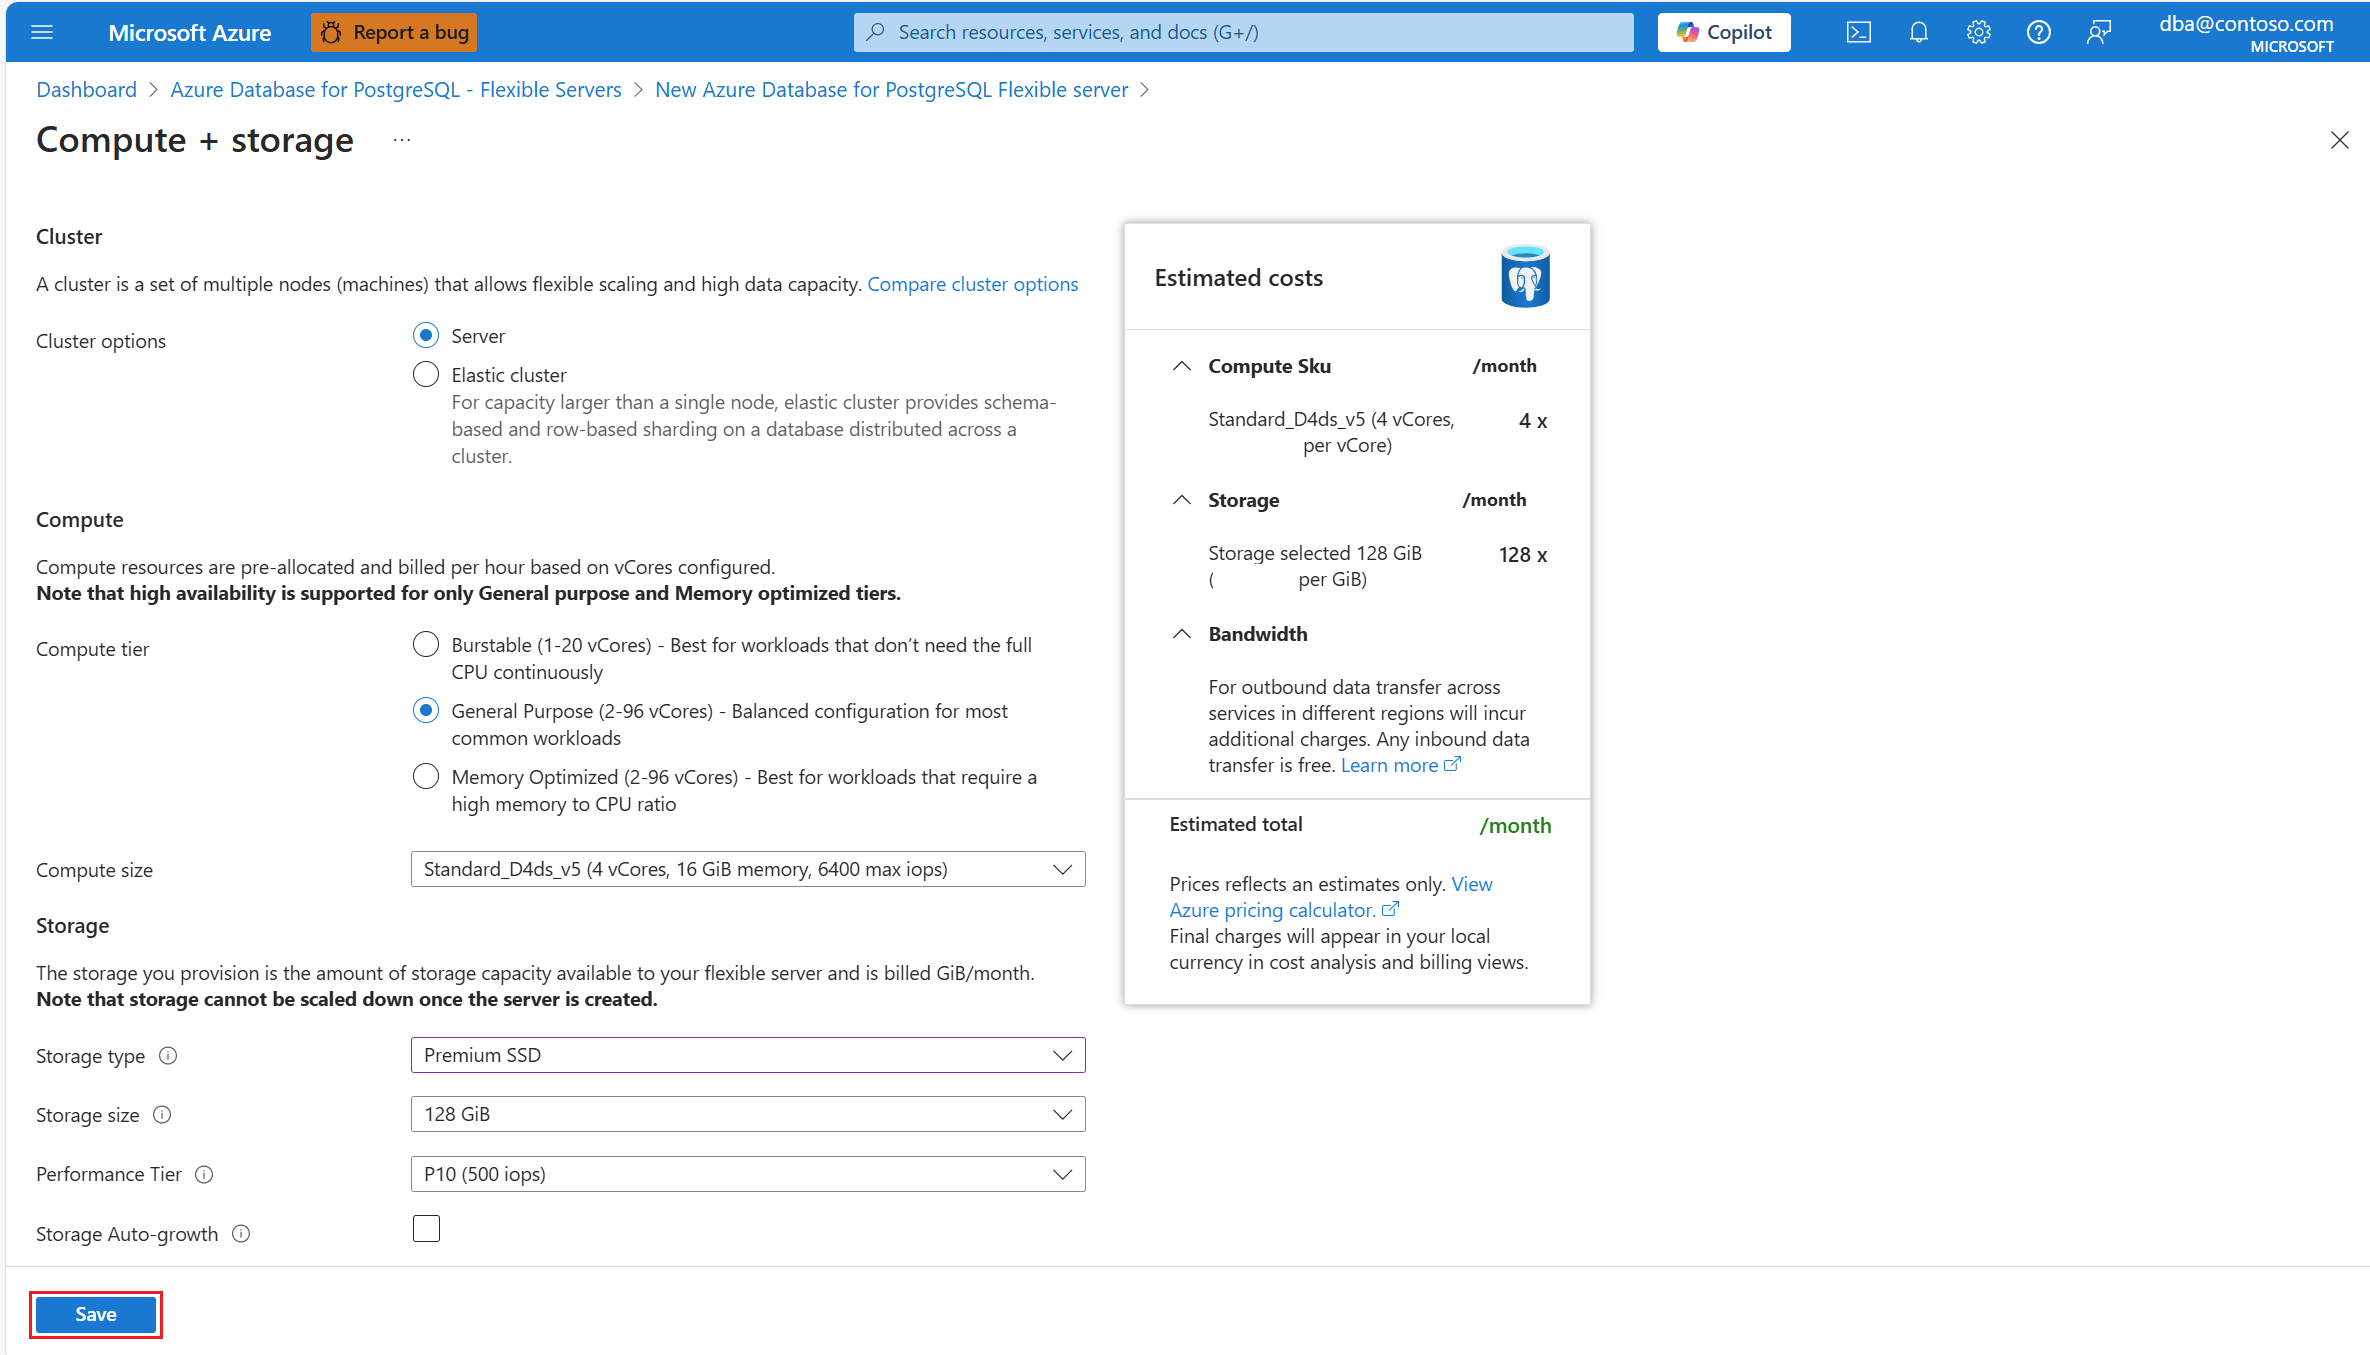 Microsoft Azure
Report a bug
Search resources, services, and docs (G+/)
Copilot
dba@contoso.com
MICROSOFT
Dashboard > Azure Database for PostgreSQL - Flexible Servers > New Azure Database for PostgreSQL Flexible server >
Compute + storage ...
Cluster
A cluster is a set of multiple nodes (machines) that allows flexible scaling and high data capacity. Compare cluster options
Cluster options
Server
Elastic cluster
For capacity larger than a single node, elastic cluster provides schema-
based and row-based sharding on a database distributed across a
cluster.
Compute
Compute resources are pre-allocated and billed per hour based on vCores configured.
Note that high availability is supported for only General purpose and Memory optimized tiers.
Compute tier
Burstable (1-20 vCores) - Best for workloads that don’t need the full
CPU continuously
General Purpose (2-96 vCores) - Balanced configuration for most
common workloads
Memory Optimized (2-96 vCores) - Best for workloads that require a
high memory to CPU ratio
Compute size
Standard_D4ds_v5 (4 vCores, 16 GiB memory, 6400 max iops)
Storage
The storage you provision is the amount of storage capacity available to your flexible server and is billed GiB/month.
Note that storage cannot be scaled down once the server is created.
Storage type
Premium SSD
Storage size
128 GiB
Performance Tier
P10 (500 iops)
Storage Auto-growth
Save
Estimated costs
Compute Sku /month
Standard_D4ds_v5 (4 vCores, 4 x
per vCore)
Storage /month
Storage selected 128 GiB 128 x
( per GiB)
Bandwidth
For outbound data transfer across
services in different regions will incur
additional charges. Any inbound data
transfer is free. Learn more
Estimated total /month
Prices reflects an estimates only. View
Azure pricing calculator.
Final charges will appear in your local
currency in cost analysis and billing views.